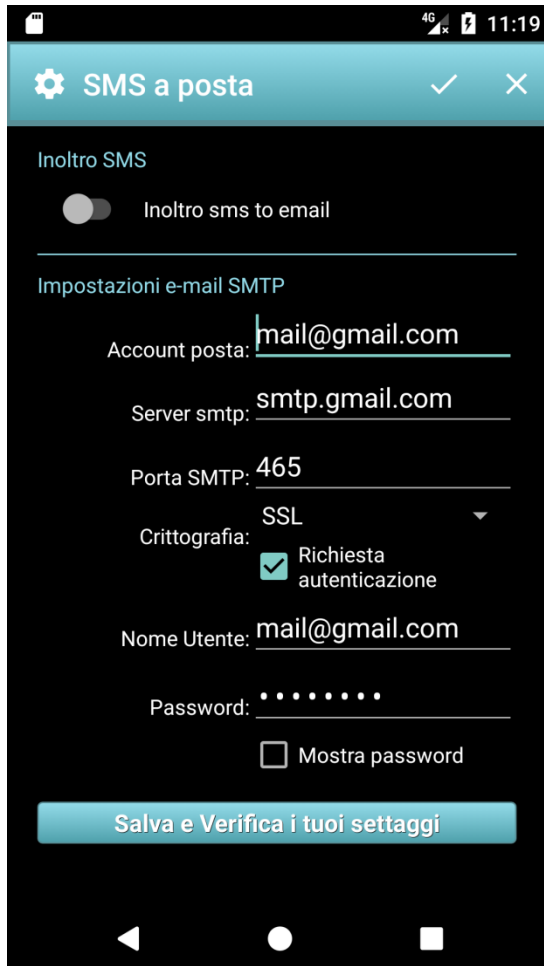 4G 11:19
SMS a posta
Inoltro SMS
Inoltro sms to email
Impostazioni e-mail SMTP
Account posta: mail@gmail.com
Server smtp: smtp.gmail.com
Porta SMTP: 465
Crittografia: SSL
Richiesta
autenticazione
Nome Utente: mail@gmail.com
Password: ••••••••
Mostra password
Salva e Verifica i tuoi settaggi